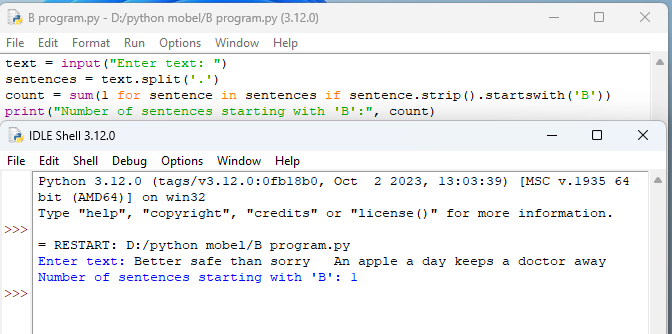 B program.py - D:/python mobel/B program.py (3.12.0)
File Edit Format Run Options Window Help
text = input("Enter text: ")
sentences = text.split('.')
count = sum(1 for sentence in sentences if sentence.strip().startswith('B'))
print("Number of sentences starting with 'B':", count)
IDLE Shell 3.12.0
File Edit Shell Debug Options Window Help
Python 3.12.0 (tags/v3.12.0:0fb18b0, Oct  2 2023, 13:03:39) [MSC v.1935 64
bit (AMD64)] on win32
Type "help", "copyright", "credits" or "license()" for more information.
>>>
= RESTART: D:/python mobel/B program.py
Enter text: Better safe than sorry   An apple a day keeps a doctor away
Number of sentences starting with 'B': 1
>>>